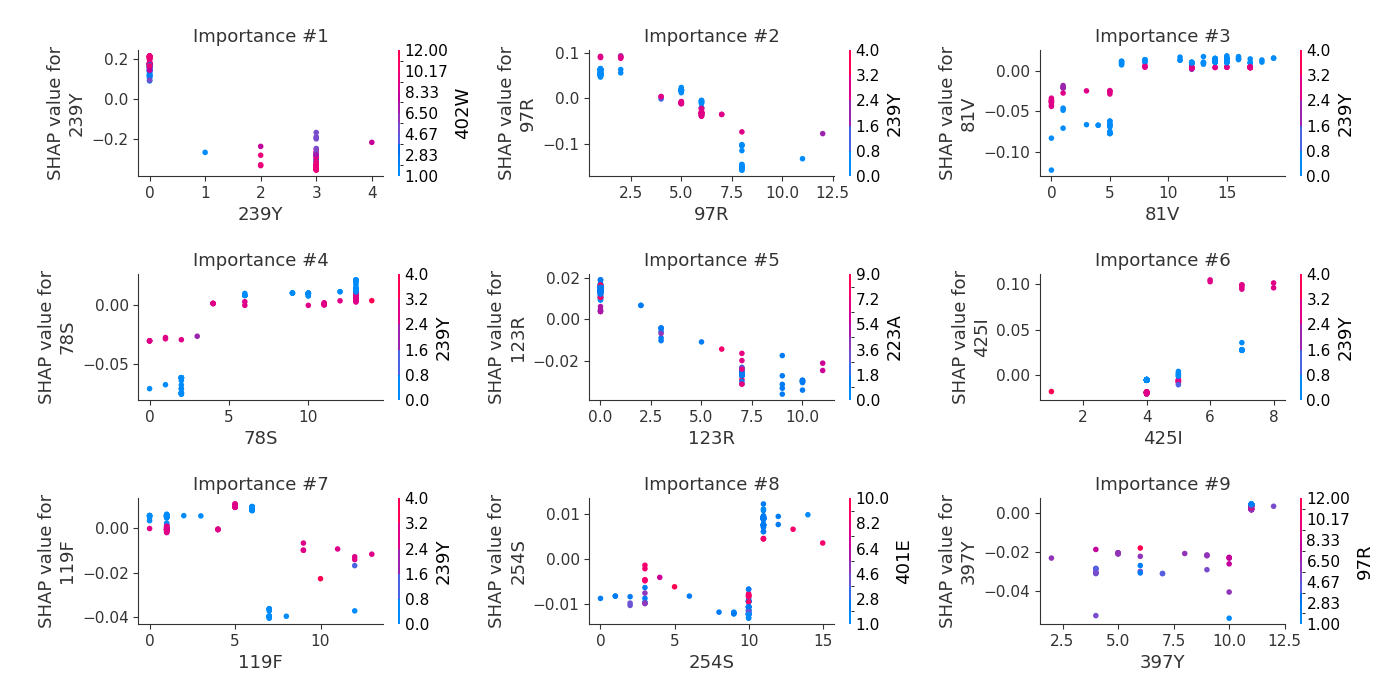 Importance #1
SHAP value for
239Y
0.2
0.0
−0.2
0
1
2
3
4
239Y
12.00
10.17
8.33
6.50
4.67
2.83
1.00
402W
Importance #2
SHAP value for
97R
0.1
0.0
−0.1
2.5
5.0
7.5
10.0
12.5
97R
4.0
3.2
2.4
1.6
0.8
0.0
239Y
Importance #3
SHAP value for
81V
0.00
−0.05
−0.10
0
5
10
15
81V
4.0
3.2
2.4
1.6
0.8
0.0
239Y
Importance #4
SHAP value for
78S
0.00
−0.05
0
5
10
78S
4.0
3.2
2.4
1.6
0.8
0.0
239Y
Importance #5
SHAP value for
123R
0.02
0.00
−0.02
0.0
2.5
5.0
7.5
10.0
123R
9.0
7.2
5.4
3.6
1.8
0.0
223A
Importance #6
SHAP value for
425I
0.10
0.05
0.00
2
4
6
8
425I
4.0
3.2
2.4
1.6
0.8
0.0
239Y
Importance #7
SHAP value for
119F
0.00
−0.02
−0.04
0
5
10
119F
4.0
3.2
2.4
1.6
0.8
0.0
239Y
Importance #8
SHAP value for
254S
0.01
0.00
−0.01
0
5
10
15
254S
10.0
8.2
6.4
4.6
2.8
1.0
401E
Importance #9
SHAP value for
397Y
0.00
−0.02
−0.04
2.5
5.0
7.5
10.0
12.5
397Y
12.00
10.17
8.33
6.50
4.67
2.83
1.00
97R